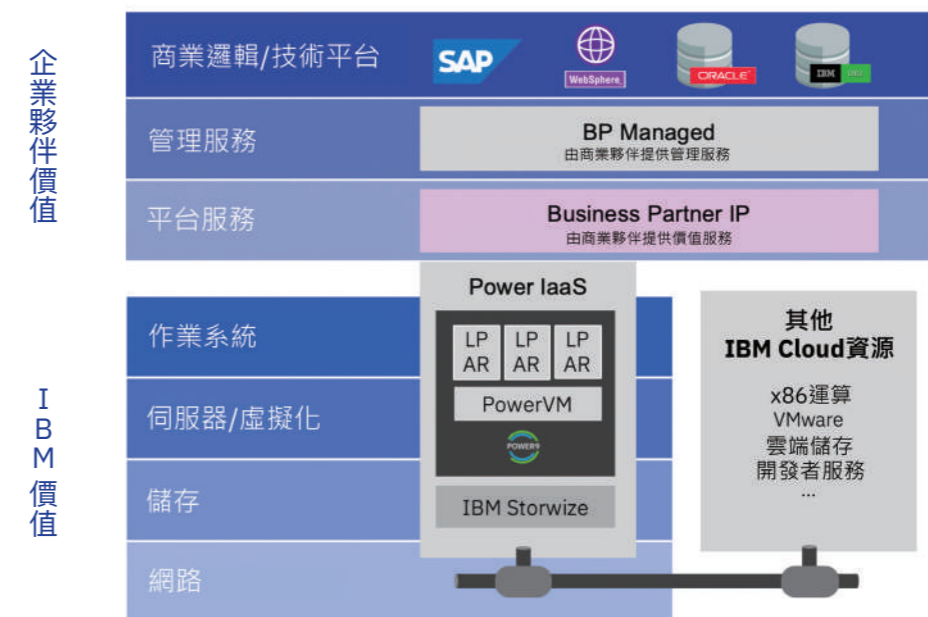 企業夥伴價值
商業邏輯/技術平台
SAP
WebSphere
ORACLE
IBM
管理服務
BP Managed
由商業夥伴提供管理服務
平台服務
Business Partner IP
由商業夥伴提供價值服務
IBM價值
作業系統
伺服器/虛擬化
儲存
網路
Power IaaS
LP
AR
LP
AR
LP
AR
PowerVM
POWER9
IBM Storwize
其他
IBM Cloud資源
x86運算
VMware
雲端儲存
開發者服務
...